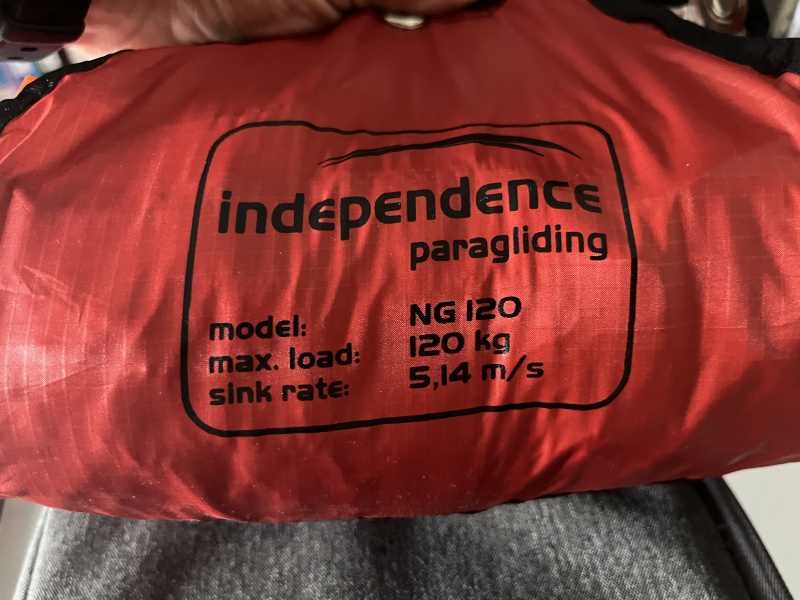 independence
paragliding
model: NG 120
max. load: 120 kg
sink rate: 5,14 m/s